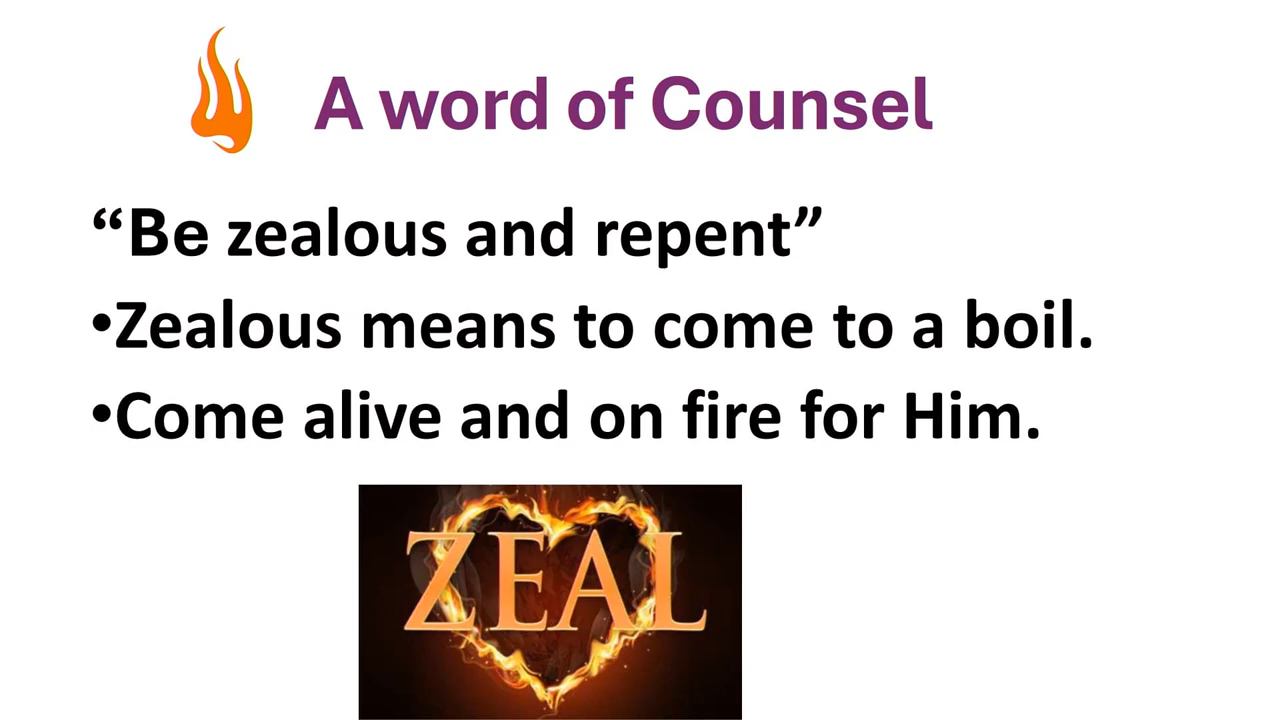 A word of Counsel
“Be zealous and repent”
•Zealous means to come to a boil.
•Come alive and on fire for Him.
ZEAL